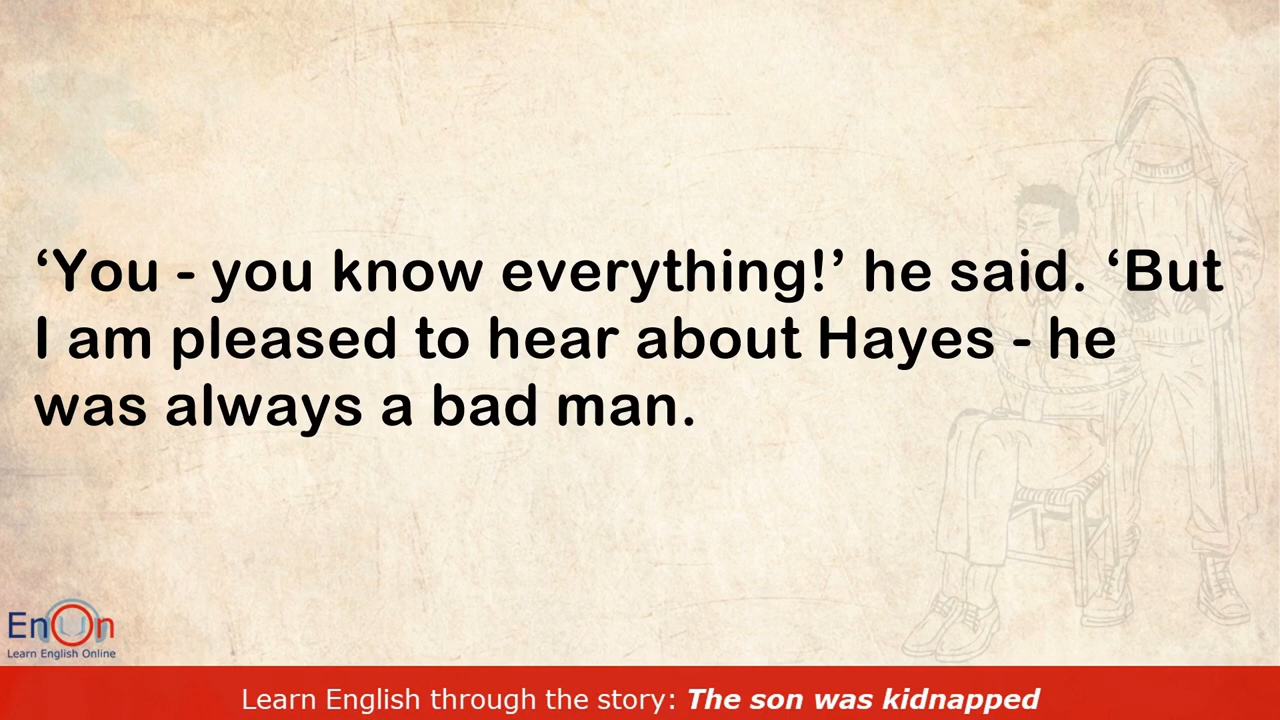 ‘You - you know everything!’ he said. ‘But
I am pleased to hear about Hayes - he
was always a bad man.
EnOn
Learn English Online
Learn English through the story: The son was kidnapped